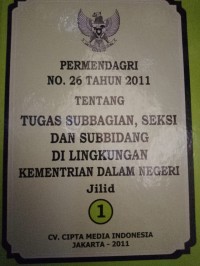 PERMENDAGRI
NO. 26 TAHUN 2011
TENTANG
TUGAS SUBBAGIAN, SEKSI
DAN SUBBIDANG
DI LINGKUNGAN
KEMENTRIAN DALAM NEGERI
Jilid
1
CV. CIPTA MEDIA INDONESIA
JAKARTA - 2011